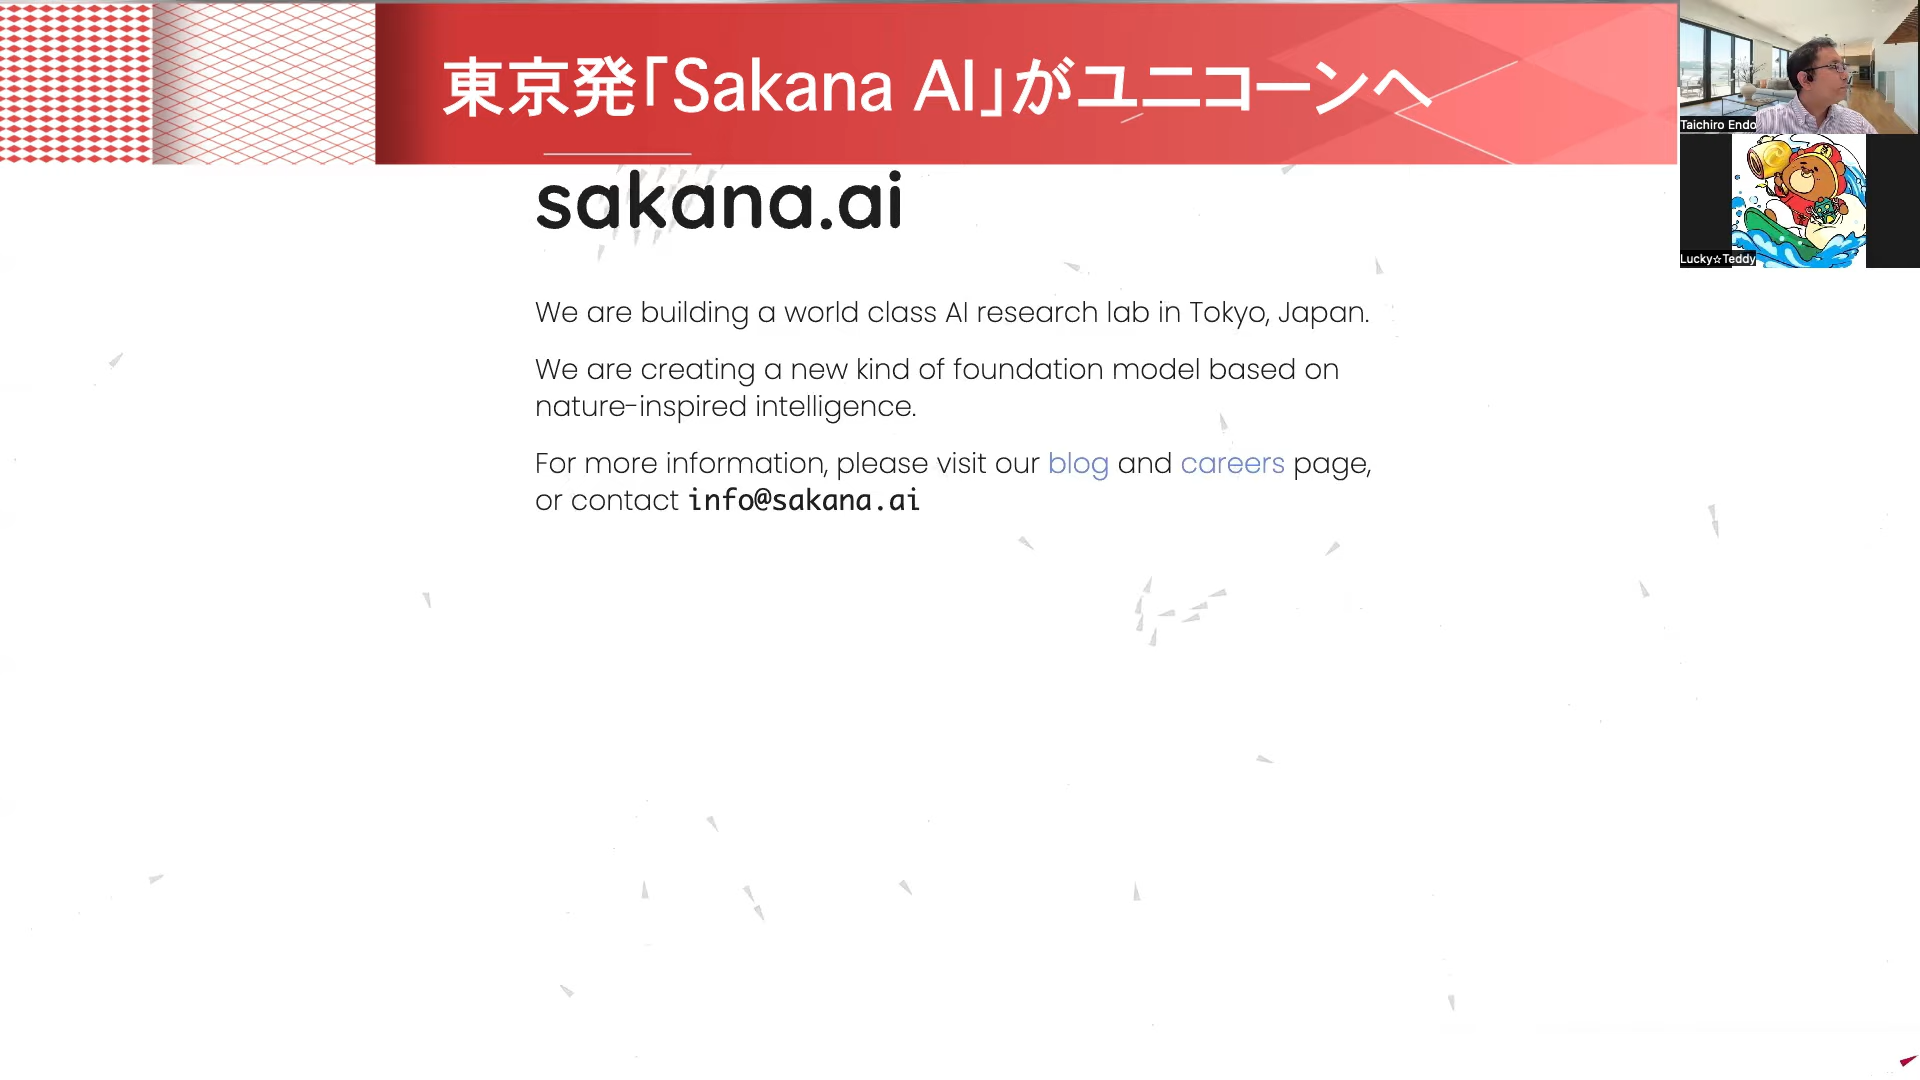 東京発「Sakana AI」がユニコーンへ
sakana.ai
We are building a world class AI research lab in Tokyo, Japan.
We are creating a new kind of foundation model based on
nature-inspired intelligence.
For more information, please visit our blog and careers page,
or contact info@sakana.ai
Taichiro Endo
Lucky☆Teddy